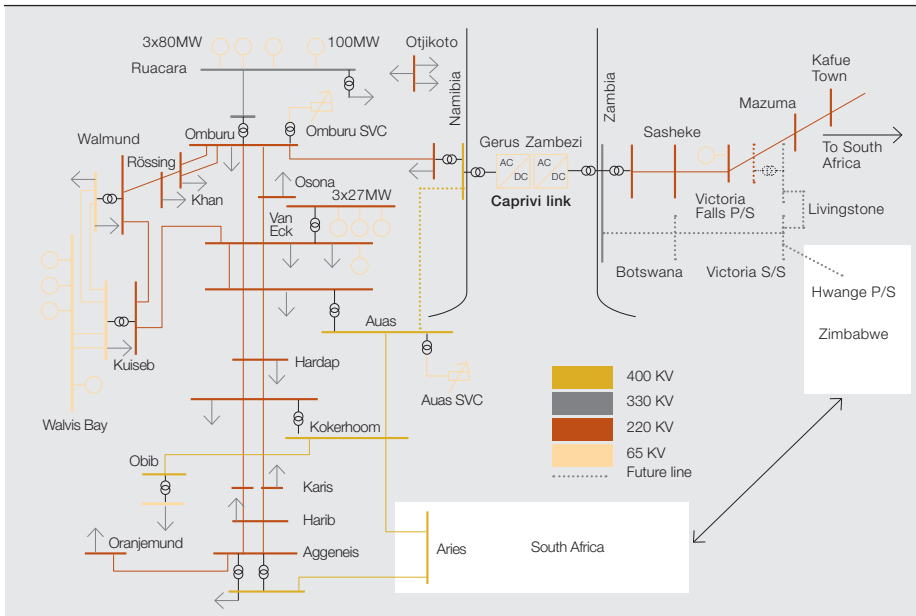 3x80MW
100MW
Ruacara
Otjikoto
Namibia
Zambia
Kafue
Town
Mazuma
To South
Africa
Walmund
Omburu
Omburu SVC
Rössing
Khan
Osona
Gerus Zambezi
AC
DC
AC
DC
Caprivi link
Sasheke
Victoria
Falls P/S
Livingstone
3x27MW
Van
Eck
Botswana
Victoria S/S
Hwange P/S
Zimbabwe
Auas
Kuiseb
Hardap
Auas SVC
Walvis Bay
400 KV
330 KV
220 KV
65 KV
Future line
Kokerhoom
Obib
Karis
Harib
Oranjemund
Aggeneis
Aries
South Africa